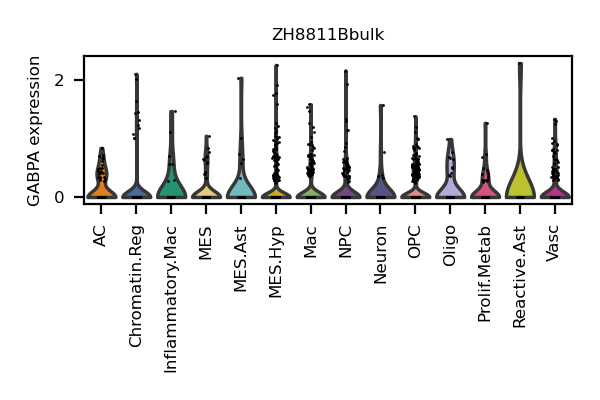 ZH8811Bbulk
GABPA expression
2
0
AC
Chromatin.Reg
Inflammatory.Mac
MES
MES.Ast
MES.Hyp
Mac
NPC
Neuron
OPC
Oligo
Prolif.Metab
Reactive.Ast
Vasc